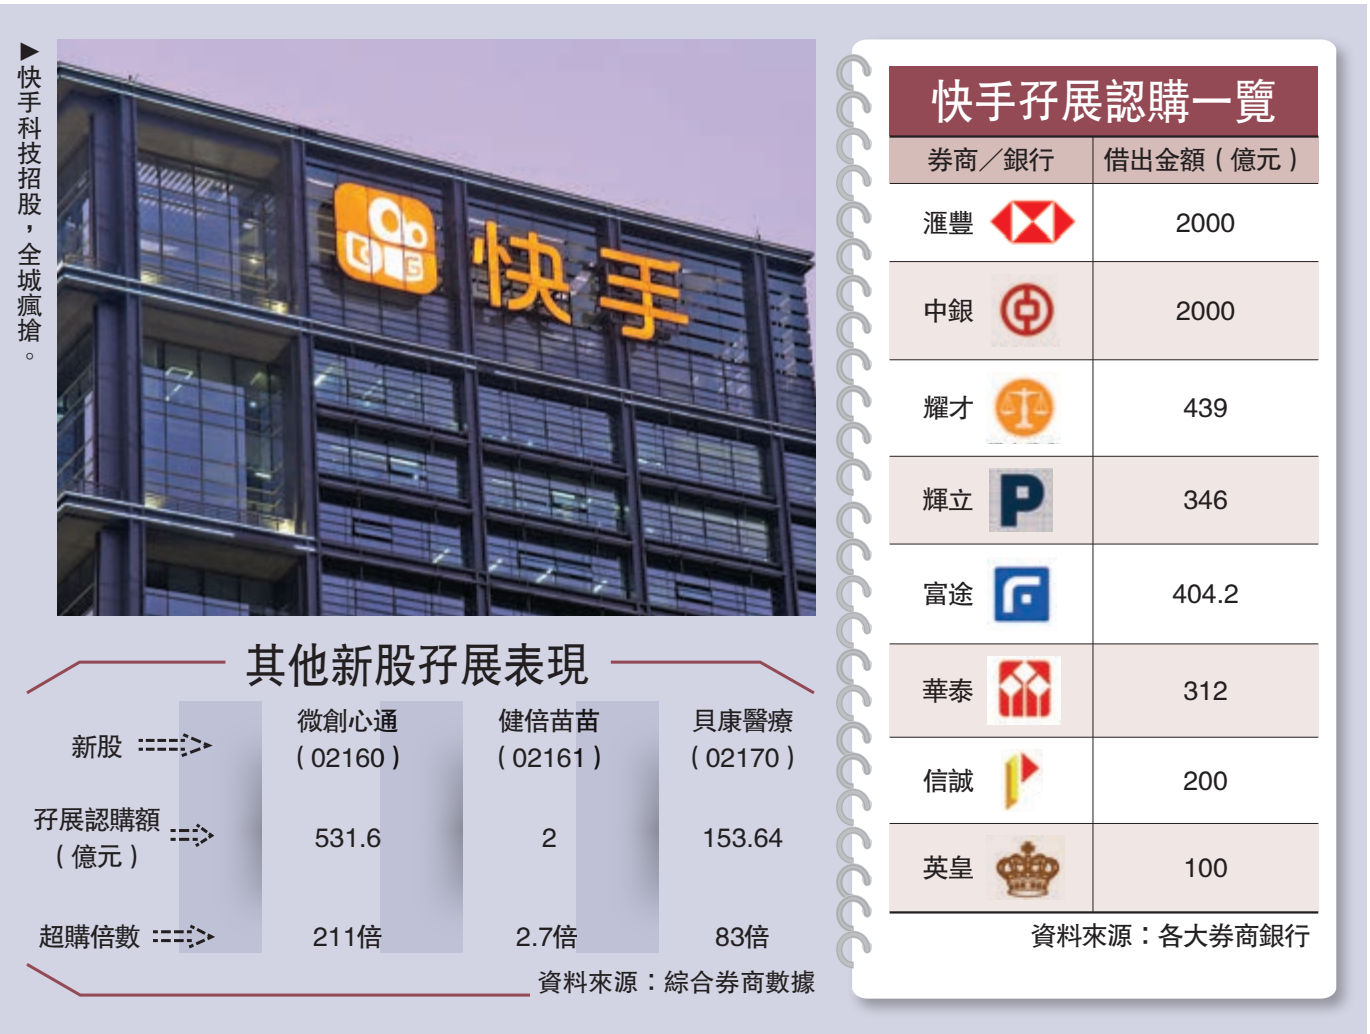 ▶快手科技招股，全城瘋搶。
快手
快手孖展認購一覽
券商／銀行 借出金額（億元）
滙豐 2000
中銀 2000
耀才 439
輝立 P 346
富途 404.2
華泰 312
信誠 200
英皇 100
資料來源：各大券商銀行
其他新股孖展表現
新股 微創心通（02160） 健倍苗苗（02161） 貝康醫療（02170）
孖展認購額（億元） 531.6 2 153.64
超購倍數 211倍 2.7倍 83倍
資料來源：綜合券商數據